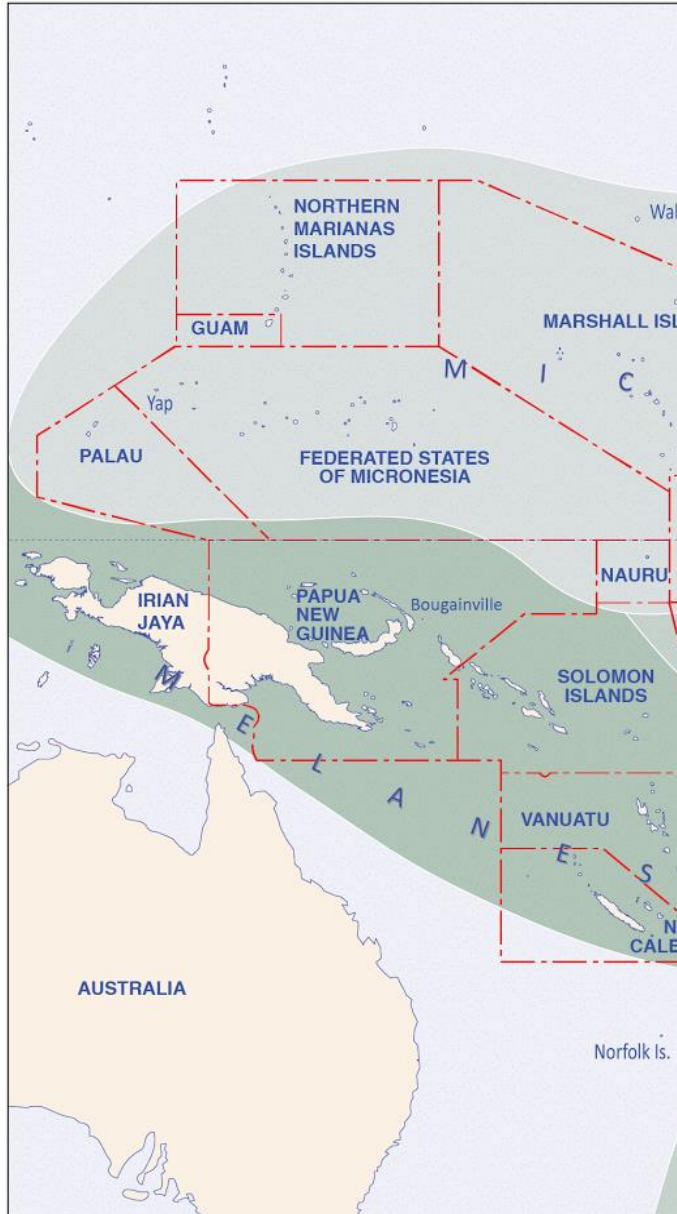 NORTHERN
MARIANAS
ISLANDS
Wal
GUAM
MARSHALL ISL
M I C
Yap
PALAU
FEDERATED STATES
OF MICRONESIA
IRIAN
JAYA
PAPUA
NEW
GUINEA
Bougainville
NAURU
SOLOMON
ISLANDS
M E L A N E S
VANUATU
N
CALE
AUSTRALIA
Norfolk Is.